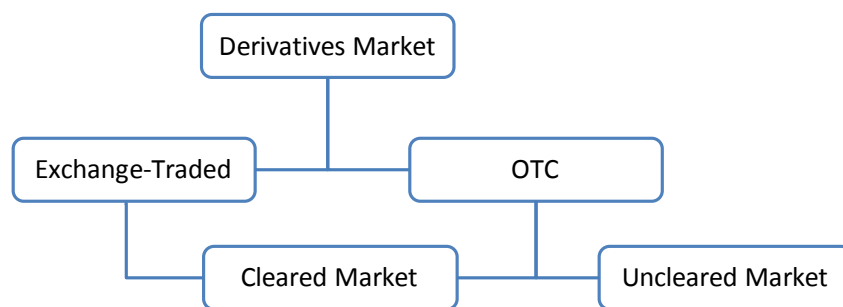 Derivatives Market
Exchange-Traded
OTC
Cleared Market
Uncleared Market